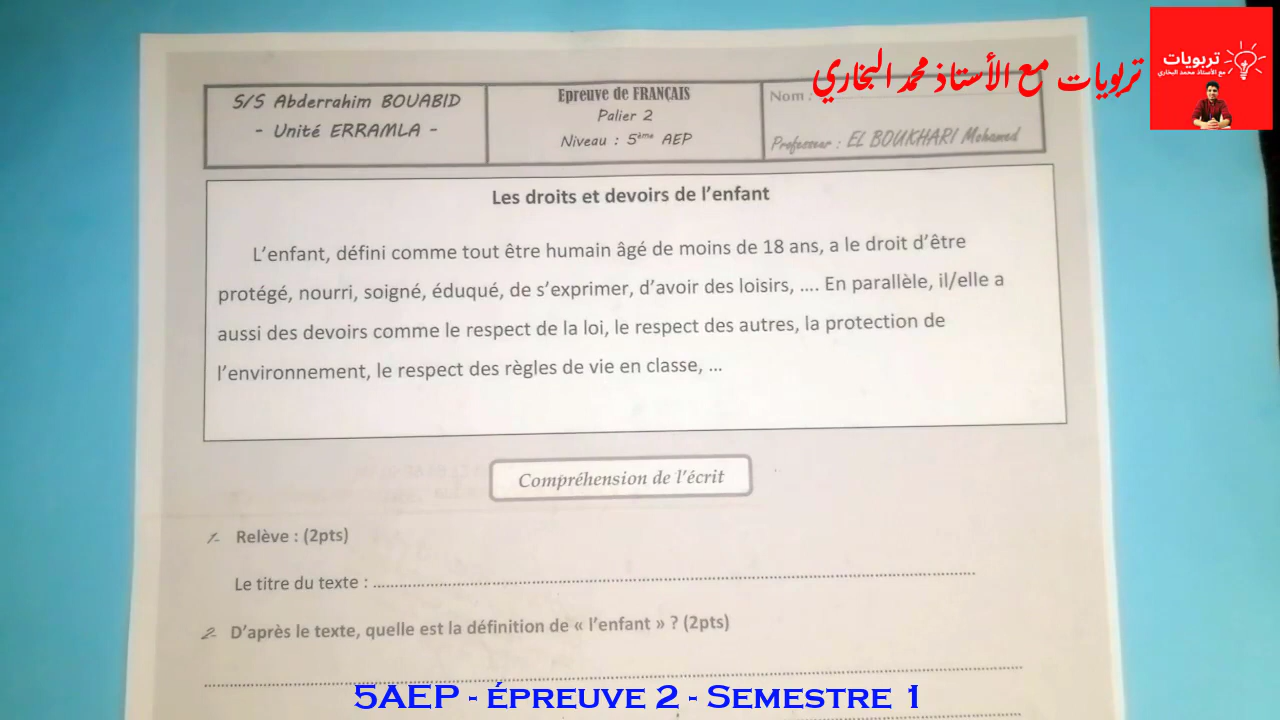 تربويات مع الأستاذ محمد البخاري
تربويات
مع الأستاذ محمد البخاري
S/S Abderrahim BOUABID
- Unité ERRAMLA -
Epreuve de FRANÇAIS
Palier 2
Niveau : 5ème AEP
Nom :
Professeur : EL BOUKHARI Mohamed
Les droits et devoirs de l'enfant
L'enfant, défini comme tout être humain âgé de moins de 18 ans, a le droit d'être
protégé, nourri, soigné, éduqué, de s'exprimer, d'avoir des loisirs, .... En parallèle, il/elle a
aussi des devoirs comme le respect de la loi, le respect des autres, la protection de
l'environnement, le respect des règles de vie en classe, ...
Compréhension de l'écrit
1- Relève : (2pts)
Le titre du texte : ........................................................................................................
2- D'après le texte, quelle est la définition de « l'enfant » ? (2pts)
5AEP - épreuve 2 - Semestre 1